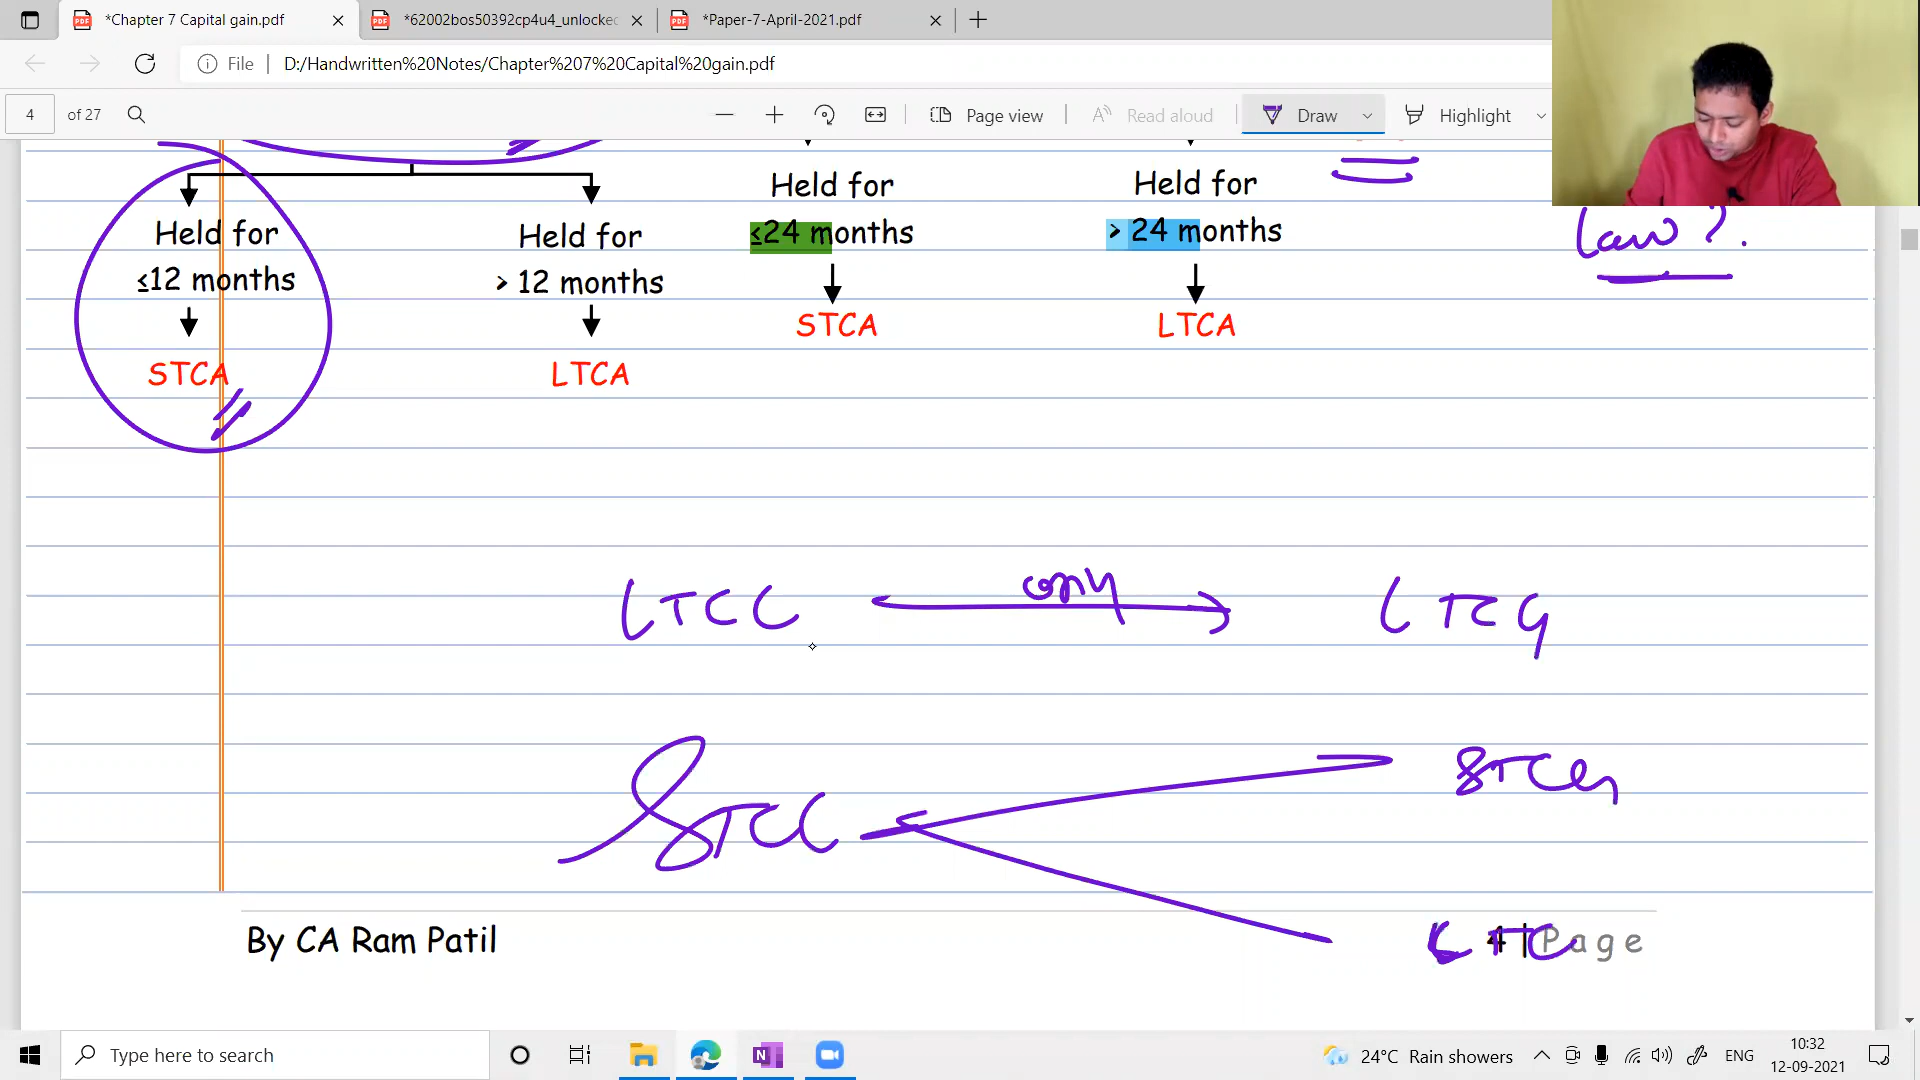 *Chapter 7 Capital gain.pdf
*62002bos50392cp4u4_unlocked
*Paper-7-April-2021.pdf
File D:/Handwritten%20Notes/Chapter%207%20Capital%20gain.pdf
4 of 27
Page view
Read aloud
Draw
Highlight
Held for
≤12 months
STCA
Held for
> 12 months
LTCA
Held for
≤24 months
STCA
Held for
> 24 months
LTCA
Law ?.
LTCL only LTCG
STCL STCG
LTC
By CA Ram Patil
4 | Page
Type here to search
24°C Rain showers
ENG
10:32
12-09-2021